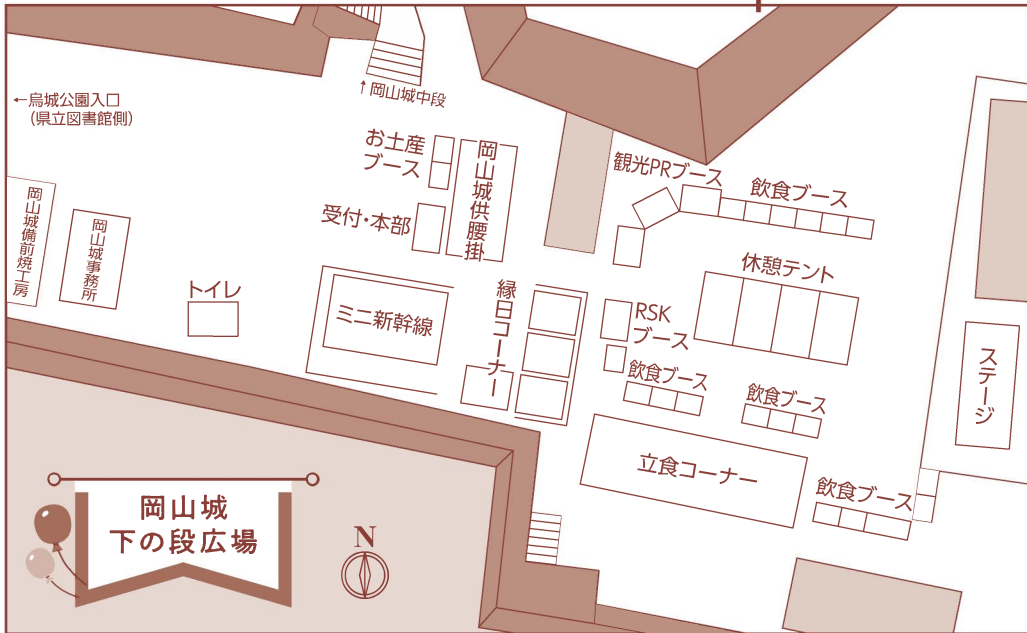 ←烏城公園入口
(県立図書館側)
↑岡山城中段
お土産
ブース
岡山城供腰掛
受付・本部
観光PRブース
飲食ブース
岡山城備前焼工房
岡山城事務所
トイレ
ミニ新幹線
縁日コーナー
休憩テント
RSK
ブース
飲食ブース
飲食ブース
ステージ
立食コーナー
飲食ブース
岡山城
下の段広場
N